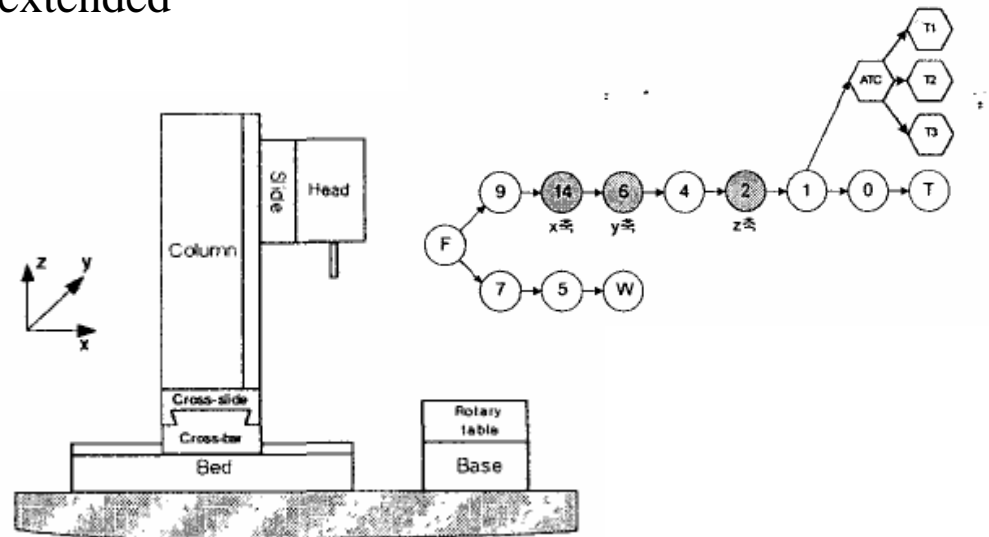 extended
T1
ATC
T2
T3
9
14
6
4
2
1
0
T
x축
y축
z축
F
7
5
W
Slide
Head
Column
z
y
x
Cross-slide
Cross-bar
Bed
Rotary
table
Base